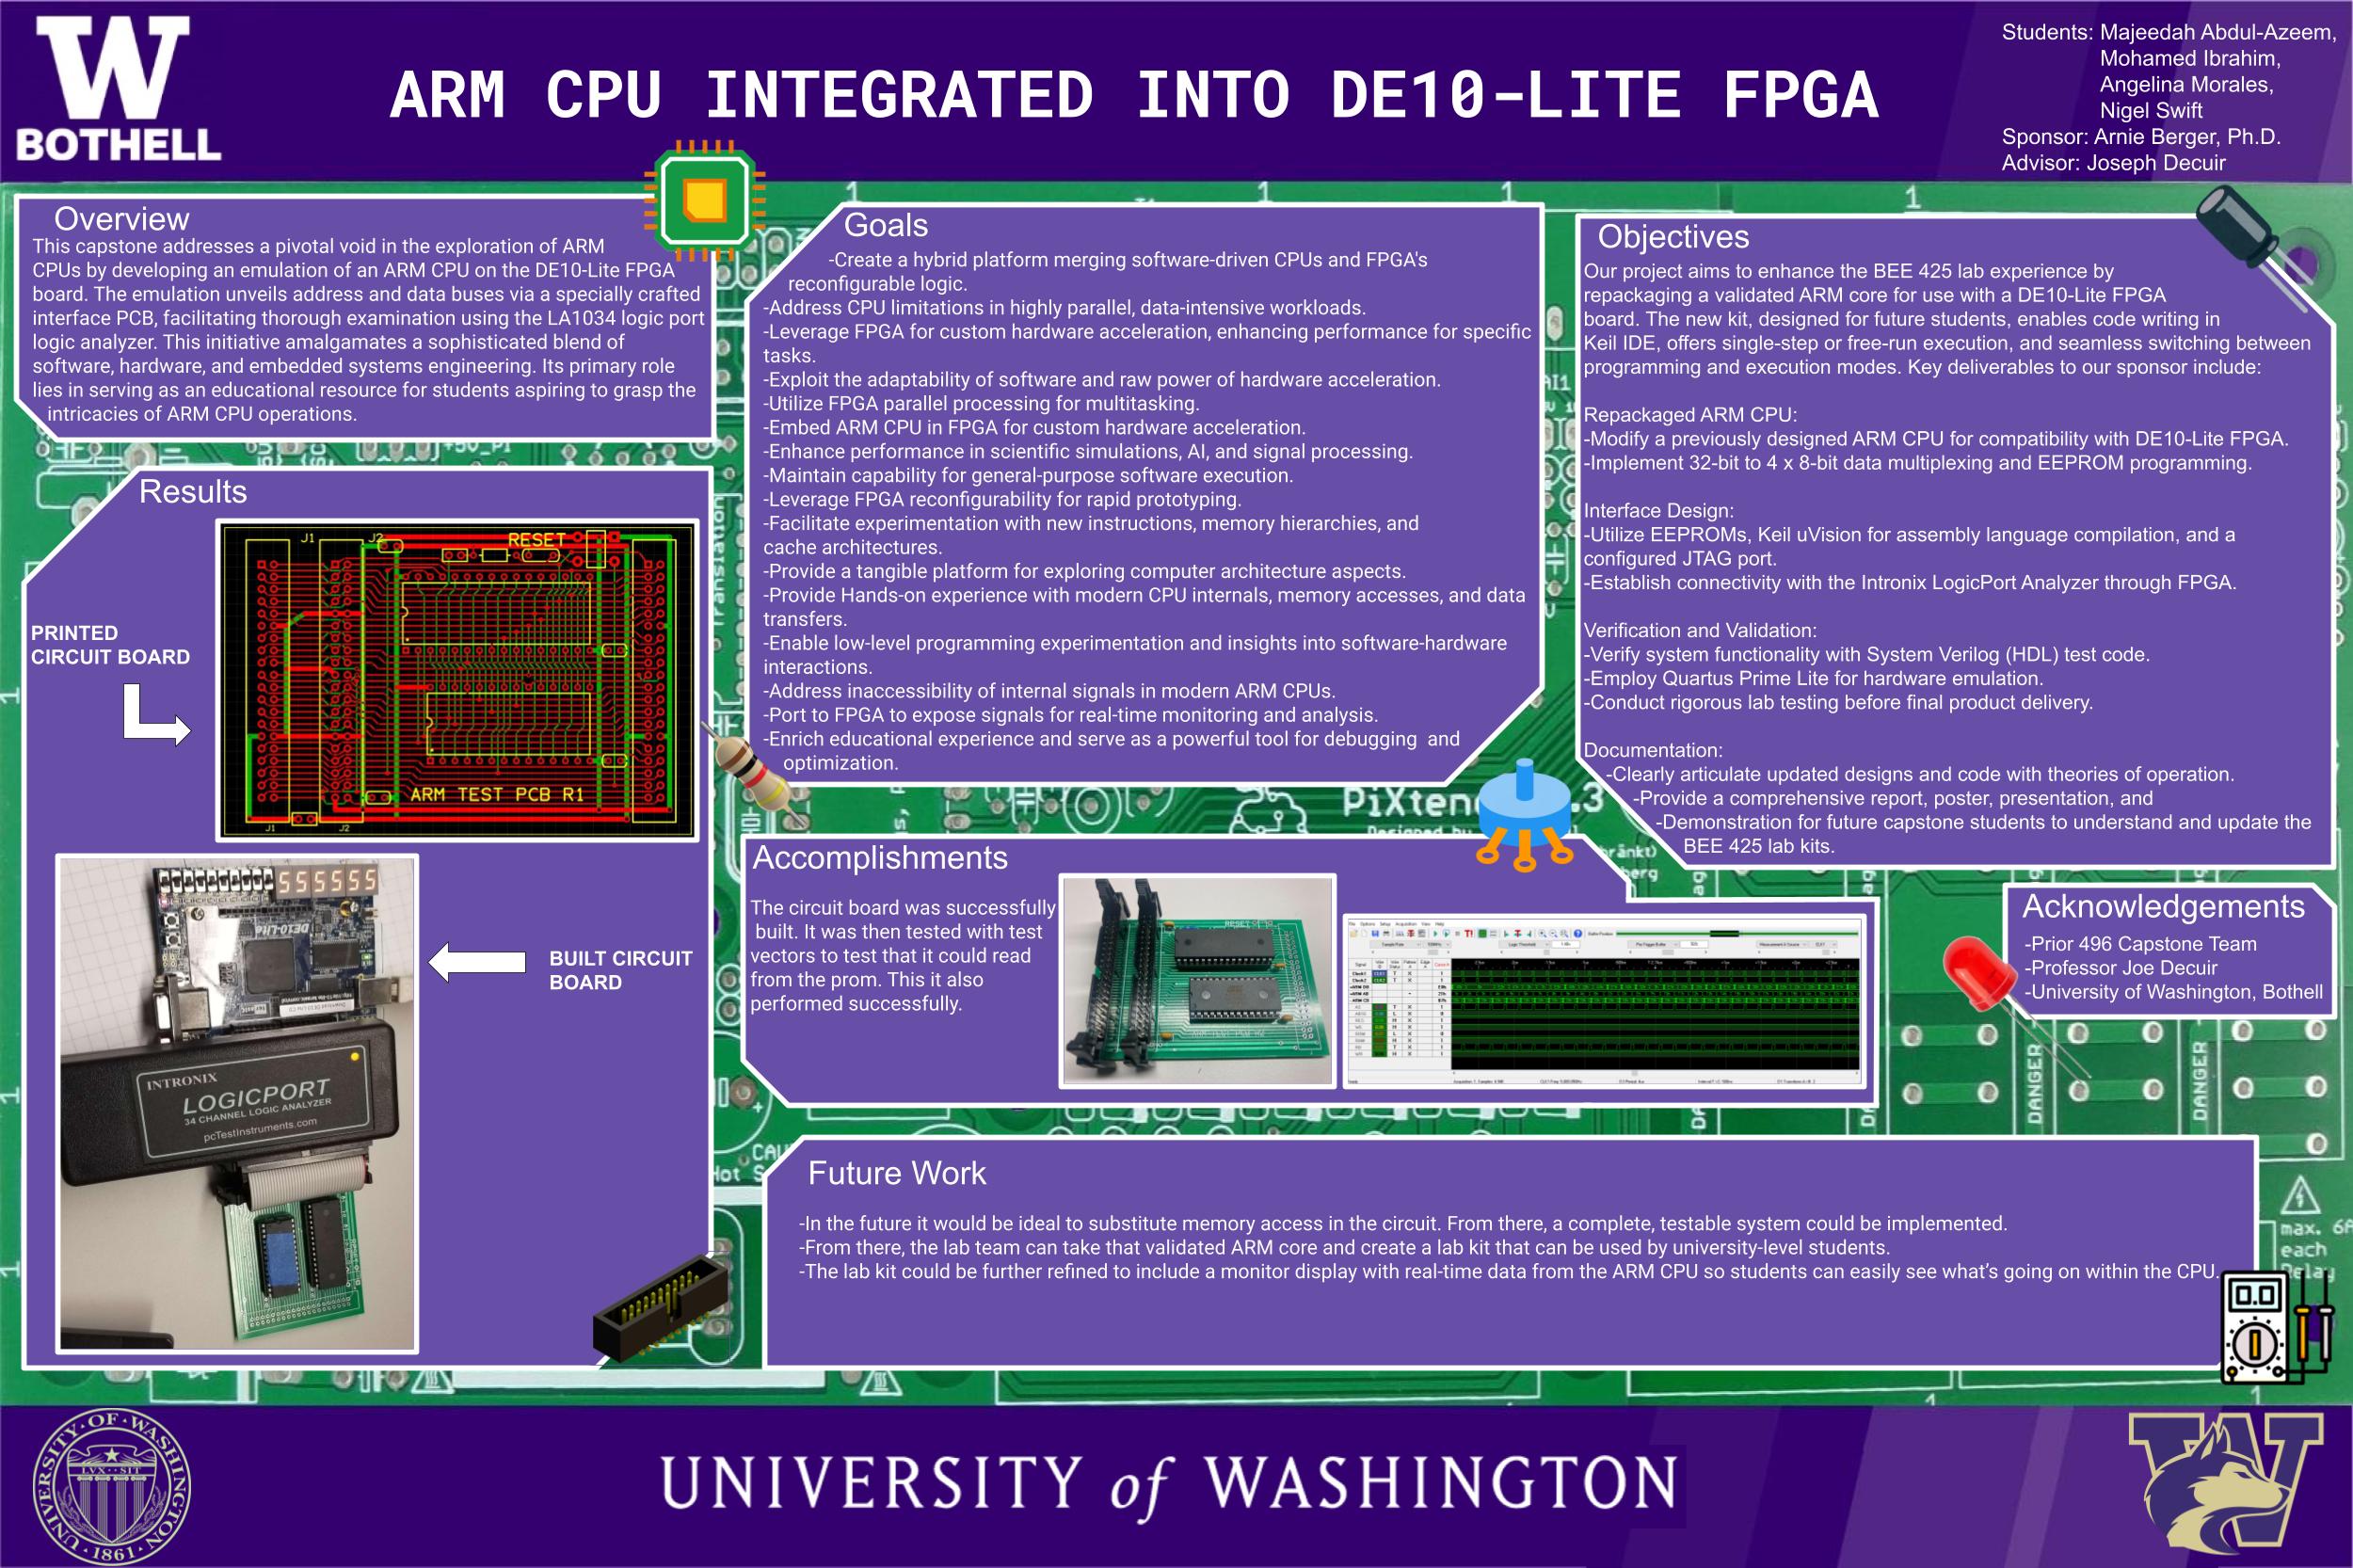 W
BOTHELL
ARM CPU INTEGRATED INTO DE10-LITE FPGA
Students: Majeedah Abdul-Azeem,
Mohamed Ibrahim,
Angelina Morales,
Nigel Swift
Sponsor: Arnie Berger, Ph.D.
Advisor: Joseph Decuir
Overview
This capstone addresses a pivotal void in the exploration of ARM
CPUs by developing an emulation of an ARM CPU on the DE10-Lite FPGA
board. The emulation unveils address and data buses via a specially crafted
interface PCB, facilitating thorough examination using the LA1034 logic port
logic analyzer. This initiative amalgamates a sophisticated blend of
software, hardware, and embedded systems engineering. Its primary role
lies in serving as an educational resource for students aspiring to grasp the
intricacies of ARM CPU operations.
Results
PRINTED
CIRCUIT BOARD
J1
J2
RESET
ARM TEST PCB R1
J1
J2
DE10-Lite
INTRONIX
LOGICPORT
34 CHANNEL LOGIC ANALYZER
pcTestInstruments.com
BUILT CIRCUIT
BOARD
Goals
-Create a hybrid platform merging software-driven CPUs and FPGA's
reconfigurable logic.
-Address CPU limitations in highly parallel, data-intensive workloads.
-Leverage FPGA for custom hardware acceleration, enhancing performance for specific
tasks.
-Exploit the adaptability of software and raw power of hardware acceleration.
-Utilize FPGA parallel processing for multitasking.
-Embed ARM CPU in FPGA for custom hardware acceleration.
-Enhance performance in scientific simulations, AI, and signal processing.
-Maintain capability for general-purpose software execution.
-Leverage FPGA reconfigurability for rapid prototyping.
-Facilitate experimentation with new instructions, memory hierarchies, and
cache architectures.
-Provide a tangible platform for exploring computer architecture aspects.
-Provide Hands-on experience with modern CPU internals, memory accesses, and data
transfers.
-Enable low-level programming experimentation and insights into software-hardware
interactions.
-Address inaccessibility of internal signals in modern ARM CPUs.
-Port to FPGA to expose signals for real-time monitoring and analysis.
-Enrich educational experience and serve as a powerful tool for debugging  and
optimization.
Objectives
Our project aims to enhance the BEE 425 lab experience by
repackaging a validated ARM core for use with a DE10-Lite FPGA
board. The new kit, designed for future students, enables code writing in
Keil IDE, offers single-step or free-run execution, and seamless switching between
programming and execution modes. Key deliverables to our sponsor include:
Repackaged ARM CPU:
-Modify a previously designed ARM CPU for compatibility with DE10-Lite FPGA.
-Implement 32-bit to 4 x 8-bit data multiplexing and EEPROM programming.
Interface Design:
-Utilize EEPROMs, Keil uVision for assembly language compilation, and a
configured JTAG port.
-Establish connectivity with the Intronix LogicPort Analyzer through FPGA.
Verification and Validation:
-Verify system functionality with System Verilog (HDL) test code.
-Employ Quartus Prime Lite for hardware emulation.
-Conduct rigorous lab testing before final product delivery.
Documentation:
-Clearly articulate updated designs and code with theories of operation.
-Provide a comprehensive report, poster, presentation, and
-Demonstration for future capstone students to understand and update the
BEE 425 lab kits.
Accomplishments
The circuit board was successfully
built. It was then tested with test
vectors to test that it could read
from the prom. This it also
performed successfully.
Acknowledgements
-Prior 496 Capstone Team
-Professor Joe Decuir
-University of Washington, Bothell
DANGER
DANGER
Future Work
-In the future it would be ideal to substitute memory access in the circuit. From there, a complete, testable system could be implemented.
-From there, the lab team can take that validated ARM core and create a lab kit that can be used by university-level students.
-The lab kit could be further refined to include a monitor display with real-time data from the ARM CPU so students can easily see what's going on within the CPU.
max. 6A
each
Relay
0.0
UNIVERSITY · OF · WASHINGTON
LVX · SIT
1861
UNIVERSITY of WASHINGTON
W